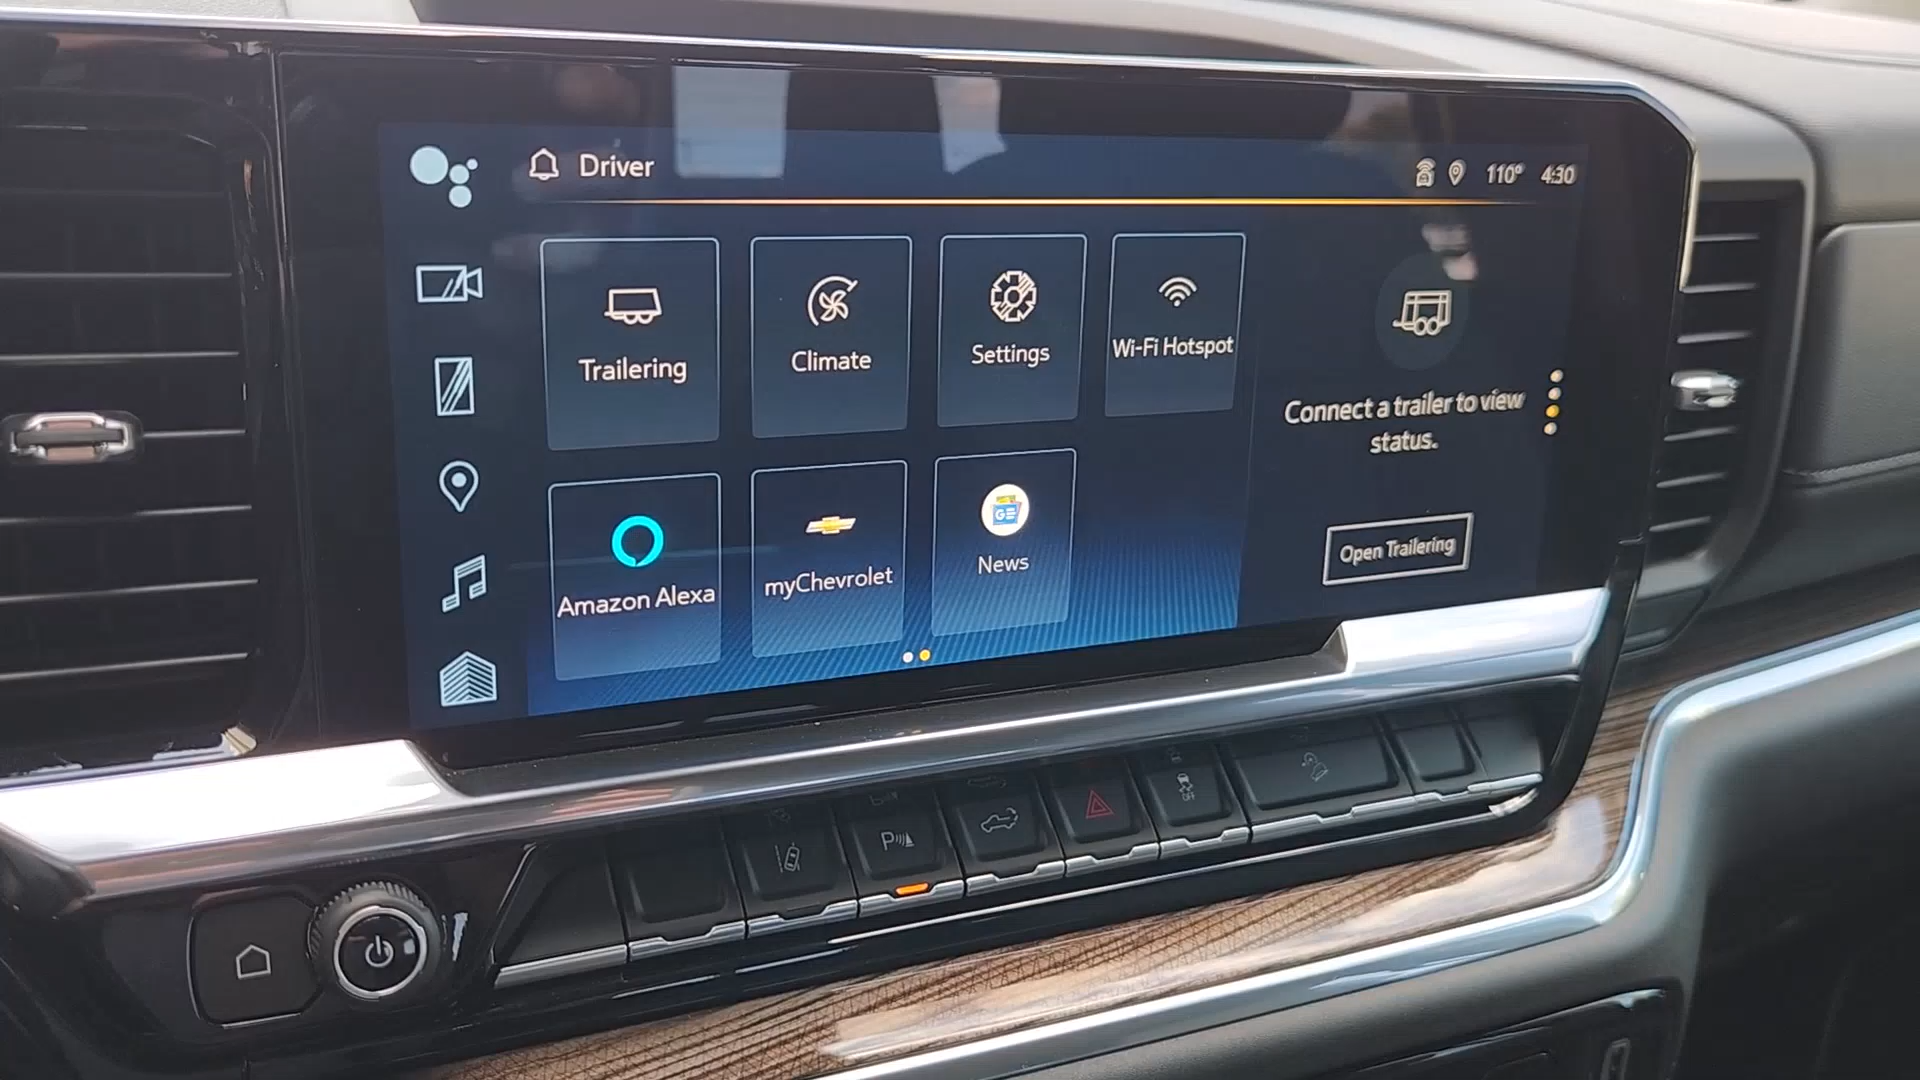 Driver
110° 4:30
Trailering
Climate
Settings
Wi-Fi Hotspot
Connect a trailer to view
status.
Open Trailering
Amazon Alexa
myChevrolet
G
News
P
OFF